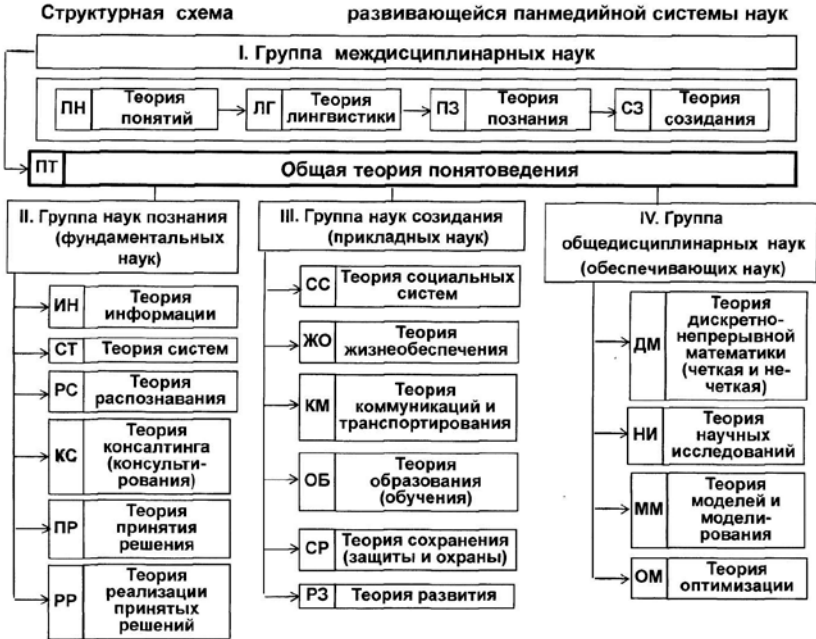 Структурная схема развивающейся панмедийной системы наук
I. Группа междисциплинарных наук
ПН Теория
понятий
ЛГ Теория
лингвистики
ПЗ Теория
познания
СЗ Теория
созидания
ПТ Общая теория понятоведения
II. Группа наук познания
(фундаментальных
наук)
ИН Теория
информации
СТ Теория систем
РС Теория
распознавания
КС Теория
консалтинга
(консульти-
рования)
ПР Теория
принятия
решения
РР Теория
реализации
принятых
решений
III. Группа наук созидания
(прикладных наук)
СС Теория социальных
систем
ЖО Теория
жизнеобеспечения
КМ Теория
коммуникаций и
транспортирования
ОБ Теория
образования
(обучения)
СР Теория сохранения
(защиты и охраны)
РЗ Теория развития
IV. Группа
общедисциплинарных наук
(обеспечивающих наук)
ДМ Теория
дискретно-
непрерывной
математики
(четкая и не-
четкая)
НИ Теория
научных
исследований
ММ Теория
моделей и
модели-
рования
ОМ Теория
оптимизации